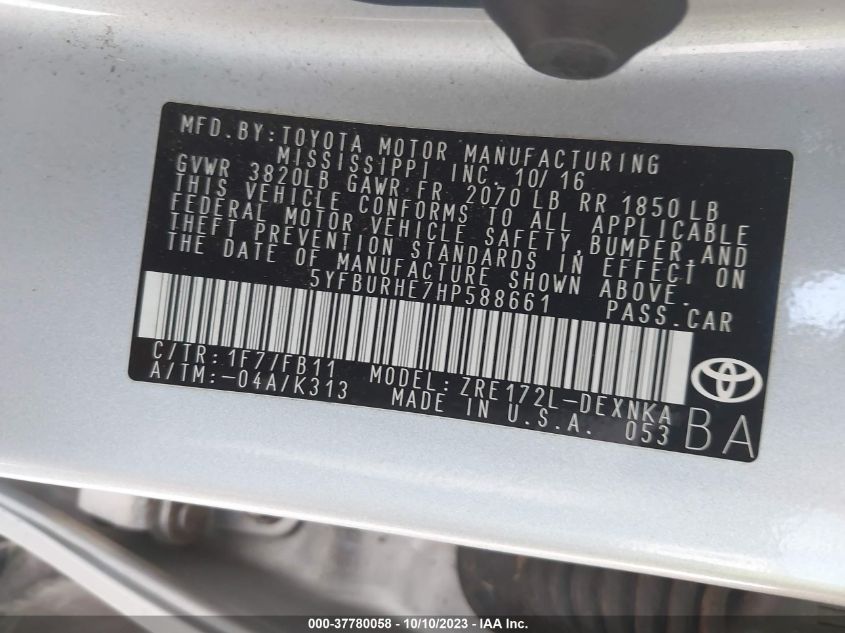 MFD.BY:TOYOTA MOTOR MANUFACTURING
MISSISSIPPI INC. 10/16
GVWR 3820LB GAWR FR 2070 LB RR 1850LB
THIS VEHICLE CONFORMS TO ALL APPLICABLE
FEDERAL MOTOR VEHICLE SAFETY,BUMPER,AND
THEFT PREVENTION STANDARDS IN EFFECT ON
THE DATE OF MANUFACTURE SHOWN ABOVE.
5YFBURHE7HP588661 PASS.CAR
C/TR:1F7/FB11 MODEL:ZRE172L-DEXNKA
A/TM:-04A/K313 MADE IN U.S.A. 053
BA
000-37780058 - 10/10/2023 - IAA Inc.